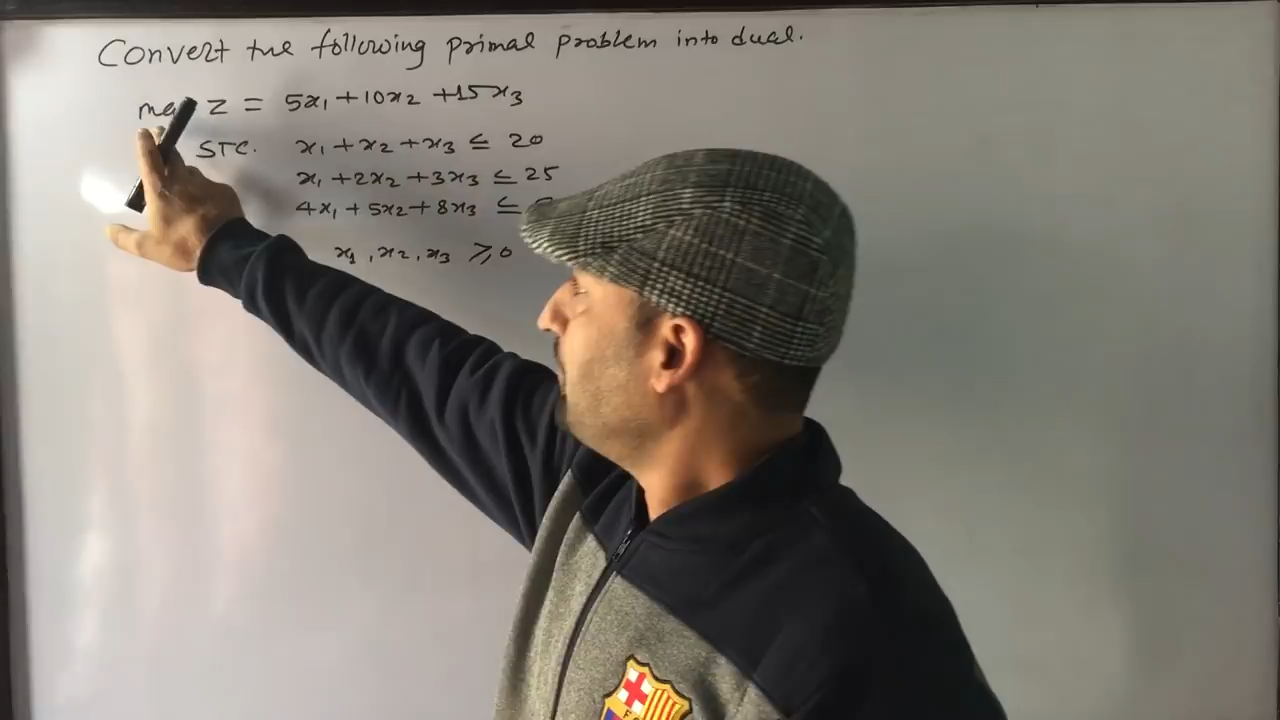 Convert the following primal problem into dual.
Z = 5x₁ + 10x₂ + 15x₃
STC. x₁ + x₂ + x₃ ≤ 20
x₁ + 2x₂ + 3x₃ ≤ 25
4x₁ + 5x₂ + 8x₃ ≤
x₁, x₂, x₃ ≥ 0